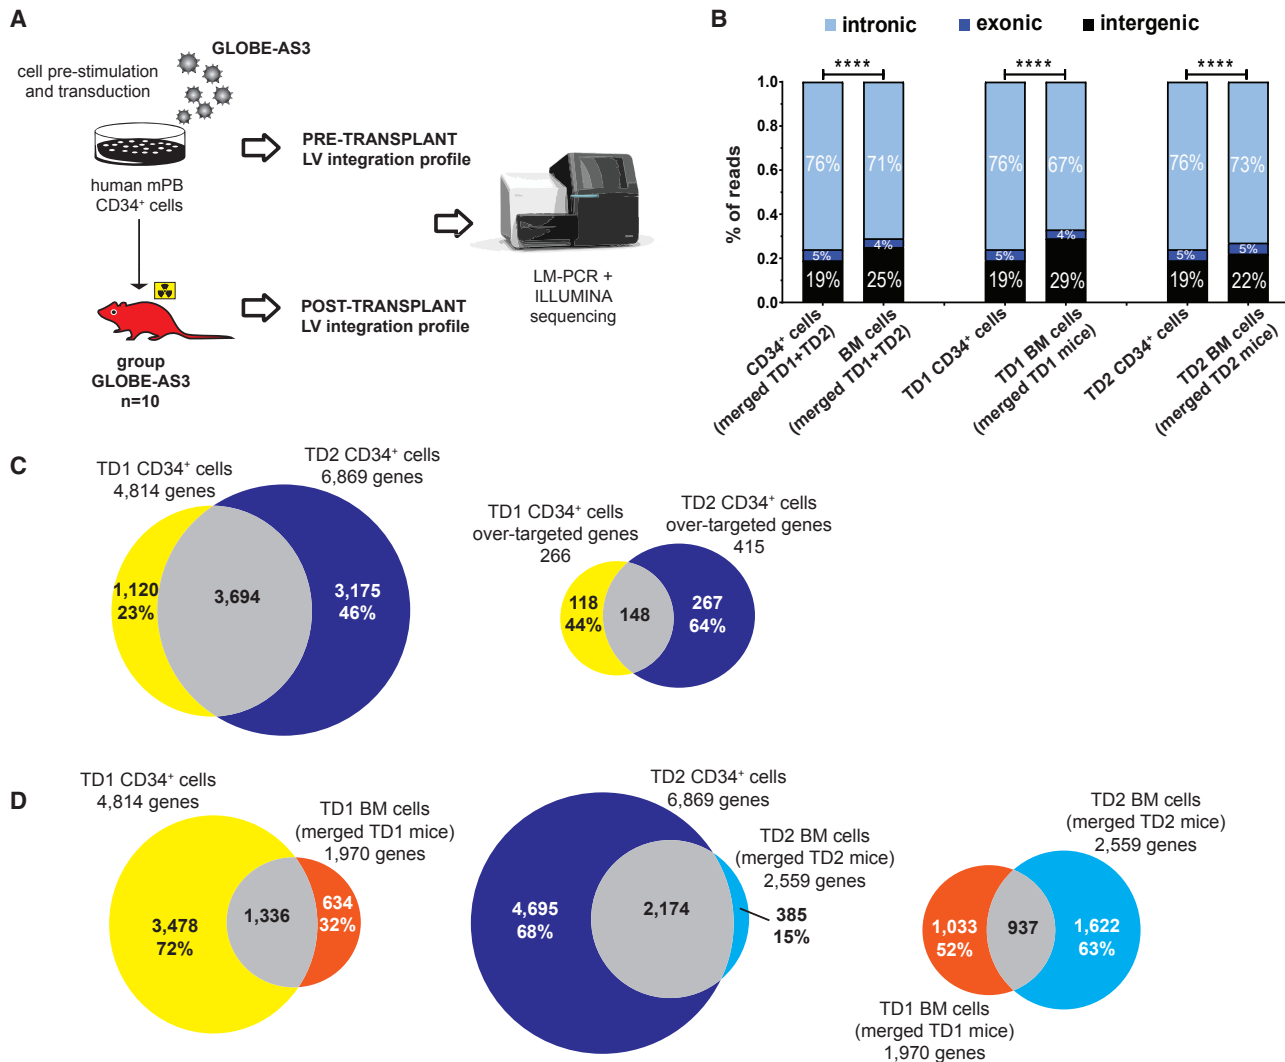 A
GLOBE-AS3
cell pre-stimulation
and transduction
human mPB
CD34⁺ cells
PRE-TRANSPLANT
LV integration profile
POST-TRANSPLANT
LV integration profile
group
GLOBE-AS3
n=10
LM-PCR +
ILLUMINA
sequencing
B
intronic exonic intergenic
**** **** ****
% of reads
1.0
0.8
0.6
0.4
0.2
0.0
76% 71% 76% 67% 76% 73%
5% 4% 5% 4% 5% 5%
19% 25% 19% 29% 19% 22%
CD34⁺ cells
(merged TD1+TD2)
BM cells
(merged TD1+TD2)
TD1 CD34⁺ cells
TD1 BM cells
(merged TD1 mice)
TD2 CD34⁺ cells
TD2 BM cells
(merged TD2 mice)
C
TD1 CD34⁺ cells
4,814 genes
TD2 CD34⁺ cells
6,869 genes
1,120
23%
3,694
3,175
46%
TD1 CD34⁺ cells
over-targeted genes
266
TD2 CD34⁺ cells
over-targeted genes
415
118
44%
148
267
64%
D
TD1 CD34⁺ cells
4,814 genes
TD1 BM cells
(merged TD1 mice)
1,970 genes
3,478
72%
1,336
634
32%
TD2 CD34⁺ cells
6,869 genes
TD2 BM cells
(merged TD2 mice)
2,559 genes
4,695
68%
2,174
385
15%
TD2 BM cells
(merged TD2 mice)
2,559 genes
1,033
52%
937
1,622
63%
TD1 BM cells
(merged TD1 mice)
1,970 genes